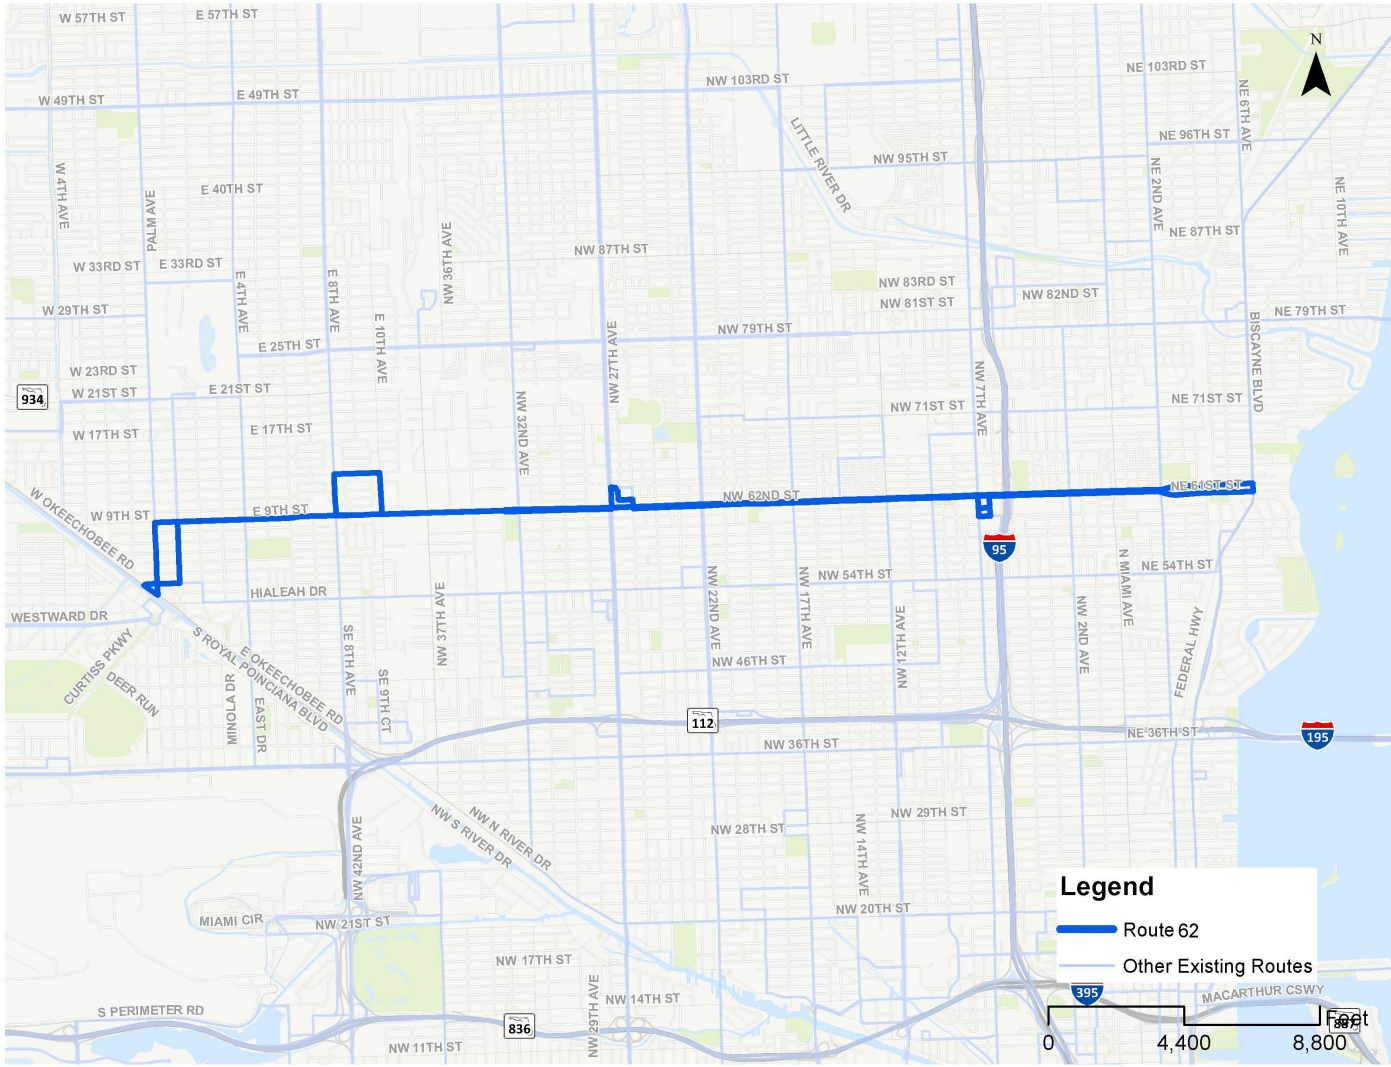 W 57TH ST
E 57TH ST
N
NE 103RD ST
NW 103RD ST
W 49TH ST
E 49TH ST
NE 6TH AVE
LITTLE RIVER DR
NE 96TH ST
NW 95TH ST
W 4TH AVE
PALM AVE
E 40TH ST
NE 2ND AVE
NE 10TH AVE
NW 36TH AVE
NW 87TH ST
NE 87TH ST
W 33RD ST
E 33RD ST
E 4TH AVE
E 8TH AVE
NW 83RD ST
NW 82ND ST
NW 81ST ST
W 29TH ST
E 10TH AVE
NW 27TH AVE
NW 79TH ST
NE 79TH ST
BISCAYNE BLVD
E 25TH ST
W 23RD ST
NW 7TH AVE
934
W 21ST ST
E 21ST ST
NW 32ND AVE
NW 71ST ST
NE 71ST ST
W 17TH ST
E 17TH ST
W OKEECHOBEE RD
NW 62ND ST
NE 61ST ST
W 9TH ST
E 9TH ST
95
N MIAMI AVE
NE 54TH ST
NW 54TH ST
HIALEAH DR
NW 37TH AVE
NW 22ND AVE
NW 17TH AVE
NW 12TH AVE
NW 2ND AVE
FEDERAL HWY
WESTWARD DR
CURTISS PKWY
S ROYAL POINCIANA BLVD
E OKEECHOBEE RD
SE 8TH AVE
SE 9TH CT
NW 46TH ST
DEER RUN
MINOLA DR
EAST DR
112
NE 36TH ST
195
NW 36TH ST
NW N RIVER DR
NW S RIVER DR
NW 42ND AVE
NW 28TH ST
NW 29TH ST
NW 14TH AVE
Legend
Route 62
Other Existing Routes
MIAMI CIR
NW 21ST ST
NW 20TH ST
NW 17TH ST
NW 29TH AVE
NW 14TH ST
395
MACARTHUR CSWY
S PERIMETER RD
836
NW 11TH ST
Feet
887
0
4,400
8,800